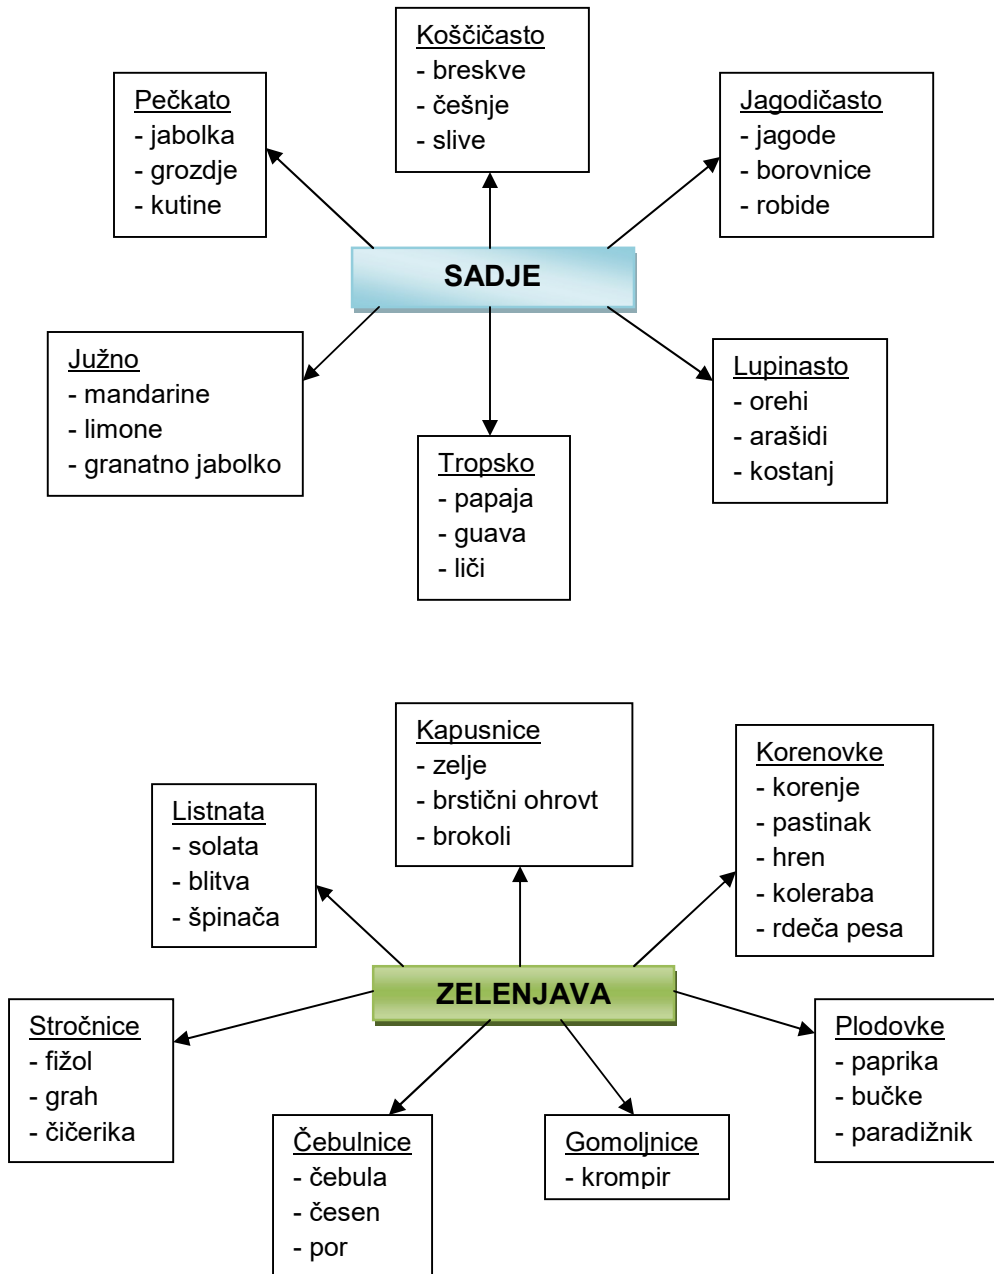 Koščičasto
- breskve
- češnje
- slive
Pečkato
- jabolka
- grozdje
- kutine
Jagodičasto
- jagode
- borovnice
- robide
SADJE
Južno
- mandarine
- limone
- granatno jabolko
Lupinasto
- orehi
- arašidi
- kostanj
Tropsko
- papaja
- guava
- liči
Kapusnice
- zelje
- brstični ohrovt
- brokoli
Korenovke
- korenje
- pastinak
- hren
- koleraba
- rdeča pesa
Listnata
- solata
- blitva
- špinača
ZELENJAVA
Stročnice
- fižol
- grah
- čičerika
Plodovke
- paprika
- bučke
- paradižnik
Čebulnice
- čebula
- česen
- por
Gomoljnice
- krompir